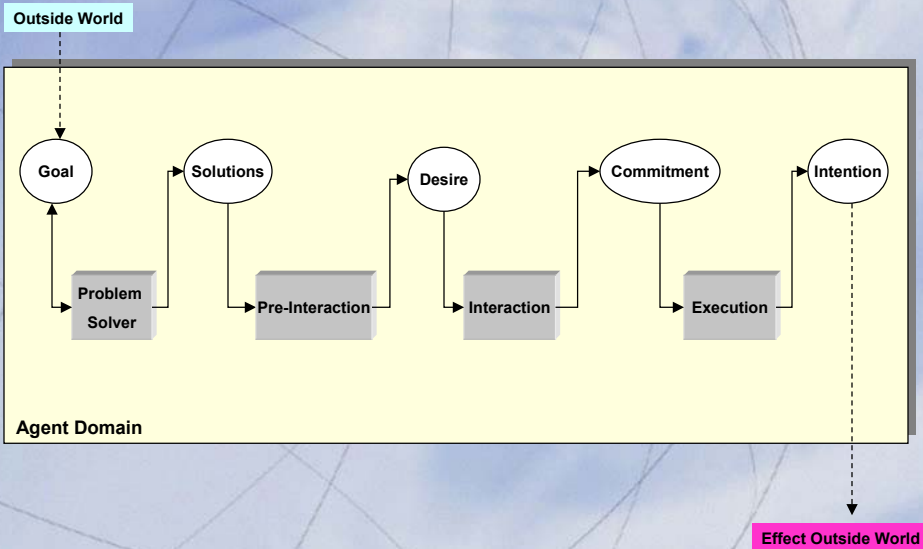 Outside World
Goal
Solutions
Desire
Commitment
Intention
Problem
Solver
Pre-Interaction
Interaction
Execution
Agent Domain
Effect Outside World